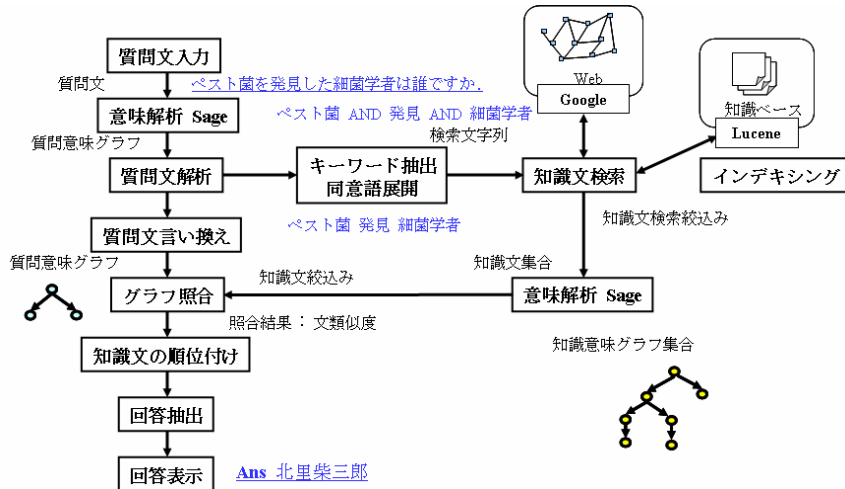 質問文入力
Web
Google
知識ベース
Lucene
質問文
ペスト菌を発見した細菌学者は誰ですか.
意味解析 Sage
ペスト菌 AND 発見 AND 細菌学者
検索文字列
質問意味グラフ
質問文解析
キーワード抽出
同意語展開
知識文検索
インデキシング
ペスト菌 発見 細菌学者
知識文検索絞込み
質問文言い換え
質問意味グラフ
知識文絞込み
知識文集合
グラフ照合
意味解析 Sage
照合結果：文類似度
知識文の順位付け
知識意味グラフ集合
回答抽出
回答表示
Ans 北里柴三郎